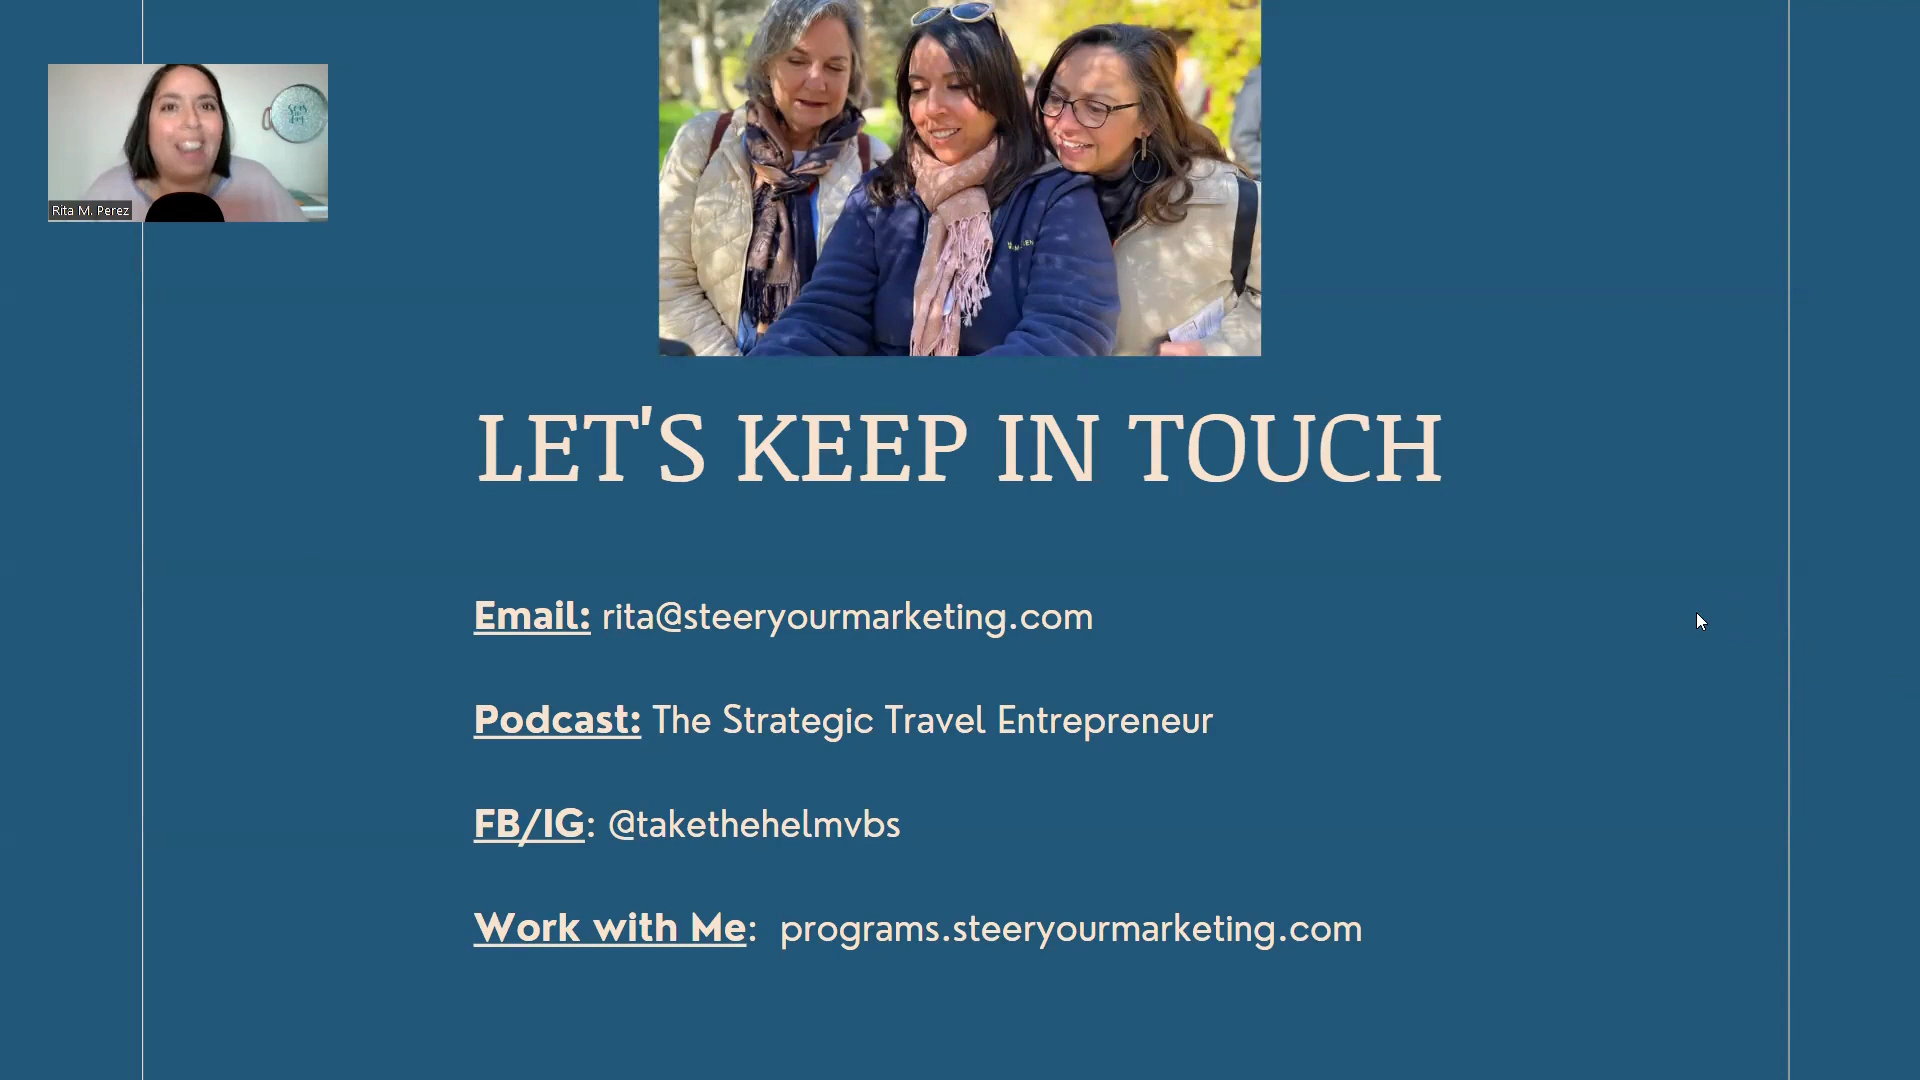 Rita M. Perez
LET'S KEEP IN TOUCH
Email: rita@steeryourmarketing.com
Podcast: The Strategic Travel Entrepreneur
FB/IG: @takethehelmvbs
Work with Me: programs.steeryourmarketing.com